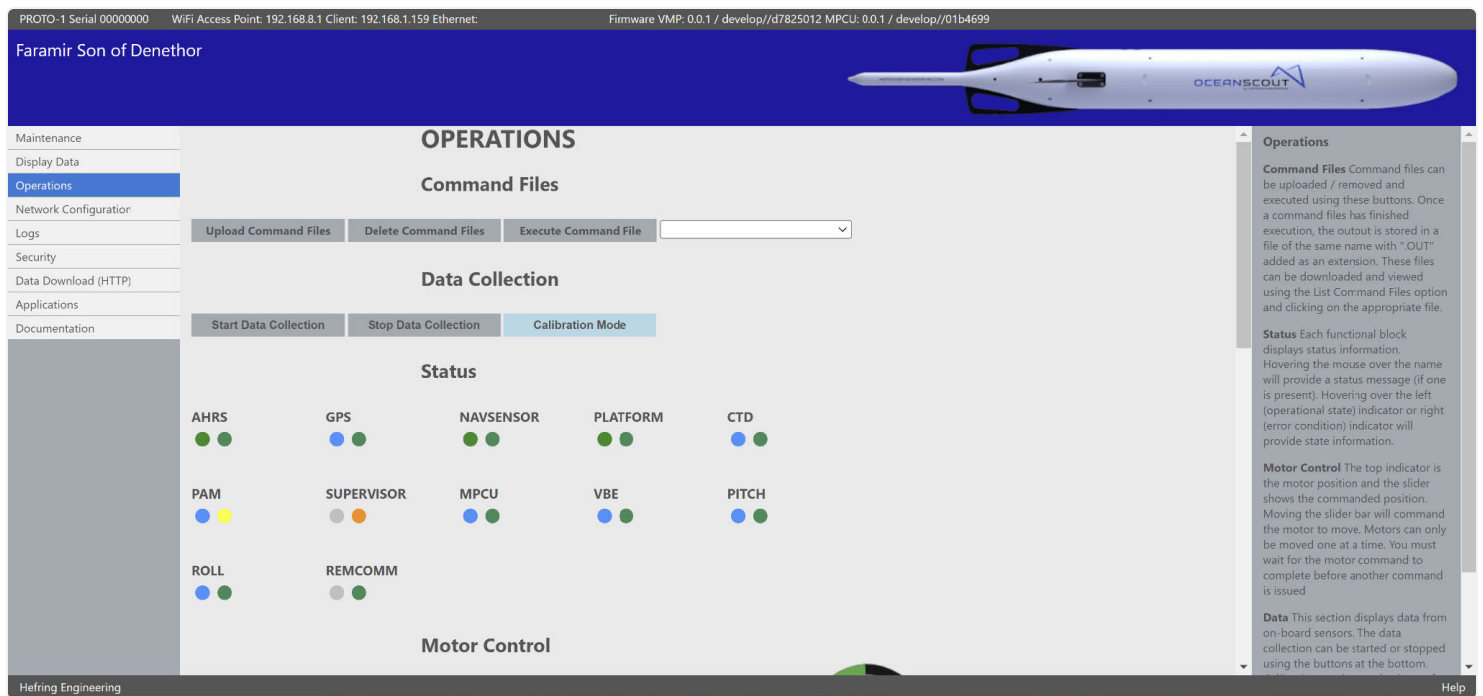 PROTO-1 Serial 00000000 WiFi Access Point: 192.168.8.1 Client: 192.168.1.159 Ethernet: Firmware VMP: 0.0.1 / develop//d7825012 MPCU: 0.0.1 / develop//01b4699
Faramir Son of Denethor
OCEANSCOUT
Maintenance
Display Data
Operations
Network Configuration
Logs
Security
Data Download (HTTP)
Applications
Documentation
OPERATIONS
Command Files
Upload Command Files Delete Command Files Execute Command File
Data Collection
Start Data Collection Stop Data Collection Calibration Mode
Status
AHRS GPS NAVSENSOR PLATFORM CTD
PAM SUPERVISOR MPCU VBE PITCH
ROLL REMCOMM
Motor Control
Operations
Command Files Command files can
be uploaded / removed and
executed using these buttons. Once
a command files has finished
execution, the output is stored in a
file of the same name with ".OUT"
added as an extension. These files
can be downloaded and viewed
using the List Command Files option
and clicking on the appropriate file.
Status Each functional block
displays status information.
Hovering the mouse over the name
will provide a status message (if one
is present). Hovering over the left
(operational state) indicator or right
(error condition) indicator will
provide state information.
Motor Control The top indicator is
the motor position and the slider
shows the commanded position.
Moving the slider bar will command
the motor to move. Motors can only
be moved one at a time. You must
wait for the motor command to
complete before another command
is issued
Data This section displays data from
on-board sensors. The data
collection can be started or stopped
using the buttons at the bottom.
Hefring Engineering
Help